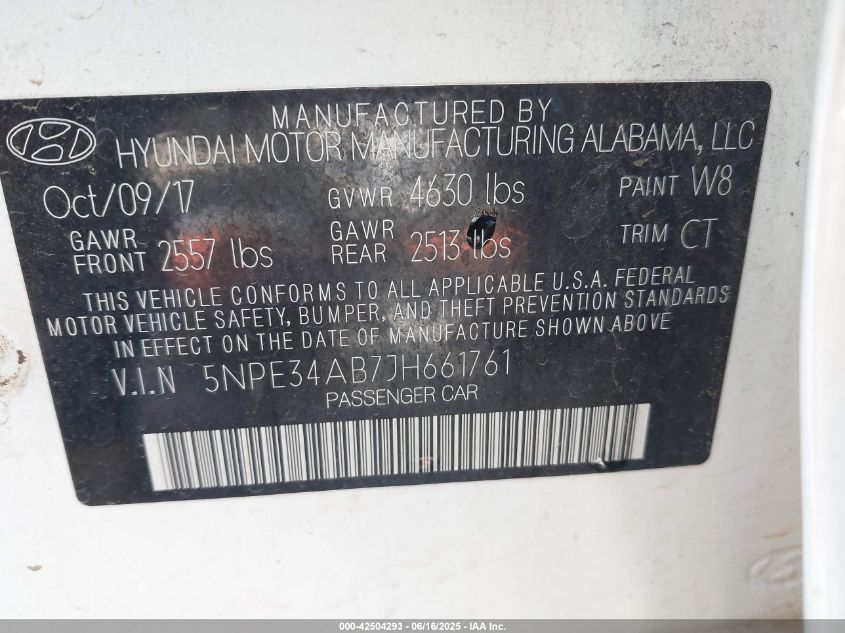 MANUFACTURED BY
HYUNDAI MOTOR MANUFACTURING ALABAMA, LLC
Oct/09/17 GVWR 4630 lbs PAINT W8
GAWR FRONT 2557 lbs GAWR REAR 2513 lbs TRIM CT
THIS VEHICLE CONFORMS TO ALL APPLICABLE U.S.A. FEDERAL
MOTOR VEHICLE SAFETY, BUMPER, AND THEFT PREVENTION STANDARDS
IN EFFECT ON THE DATE OF MANUFACTURE SHOWN ABOVE
V.I.N 5NPE34AB7JH661761
PASSENGER CAR
000-42504293 - 06/16/2025 - IAA Inc.